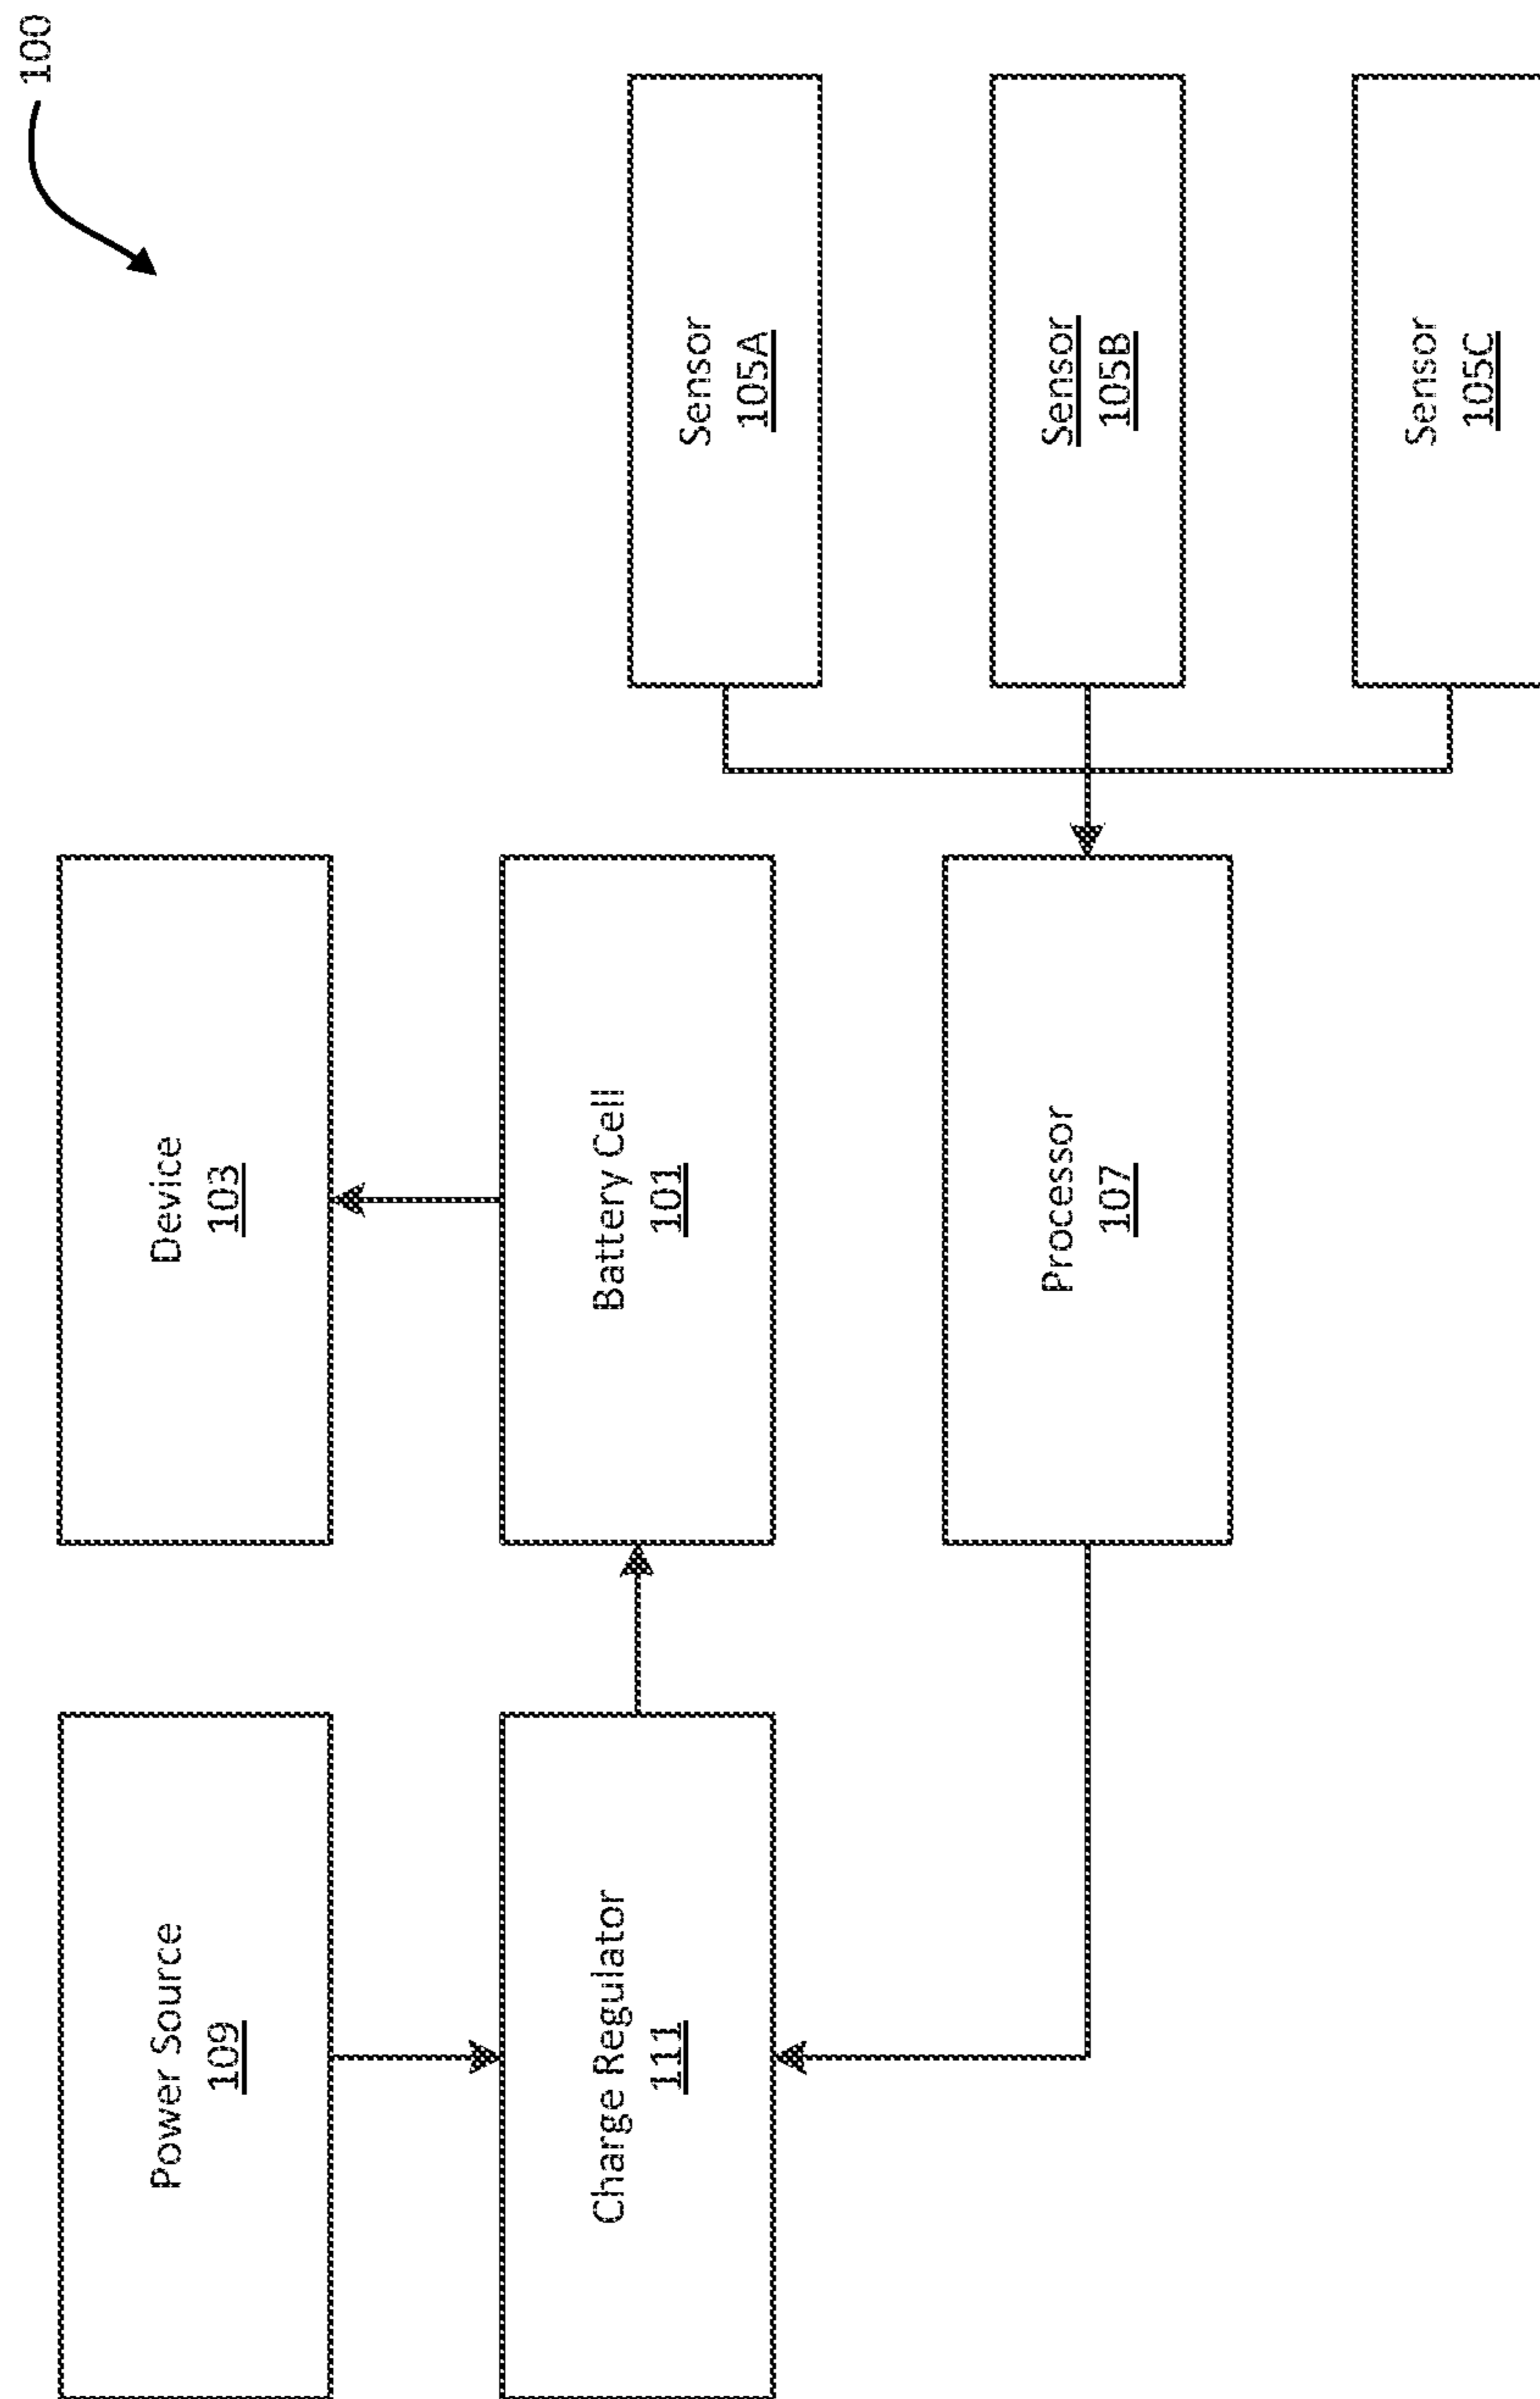 100
Power Source
109
Device
103
Charge Regulator
111
Battery Cell
101
Sensor
105A
Processor
107
Sensor
105B
Sensor
105C